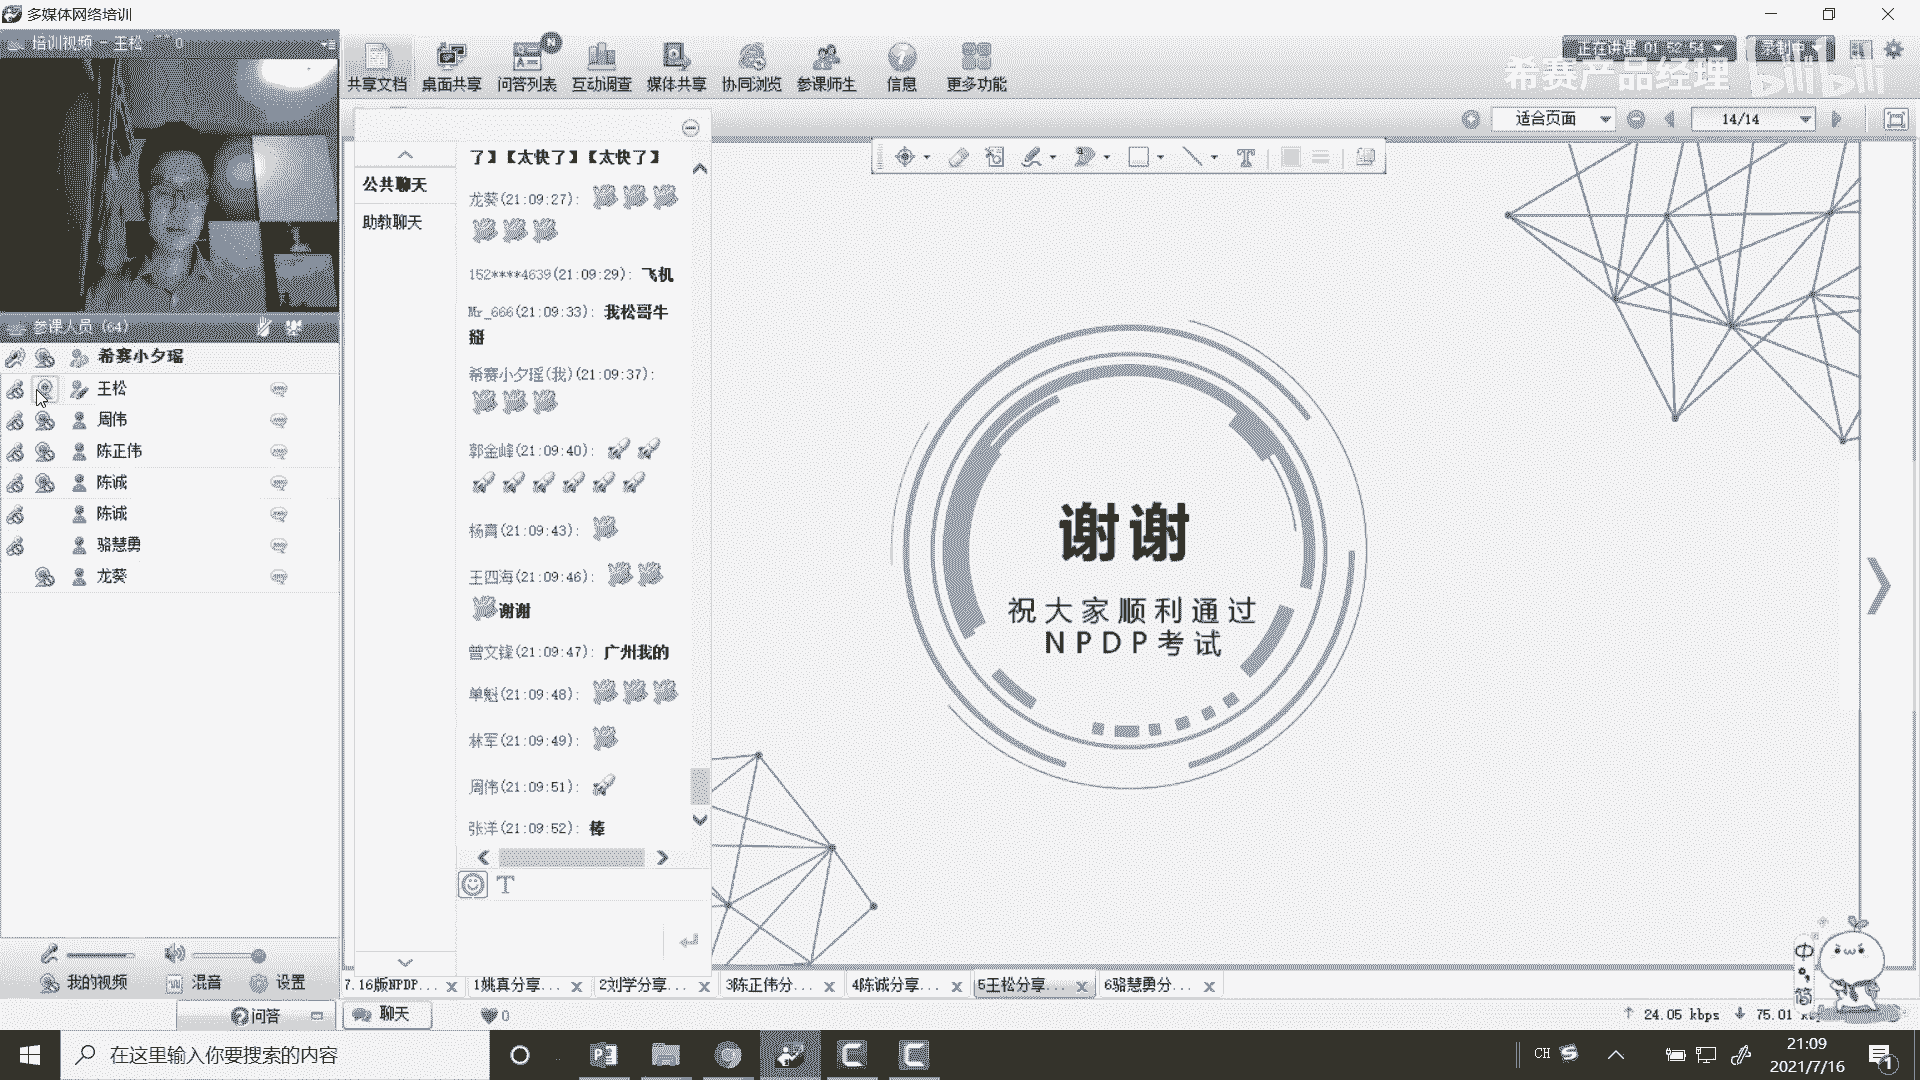 多媒体网络培训
培训视频 - 王松
0
共享文档
桌面共享
问答列表
互动调查
媒体共享
协同浏览
参课师生
信息
更多功能
正在讲课 01:52:54
录制中
希赛产品经理
bilibili
适合页面
14/14
公共聊天
助教聊天
了】【太快了】【太快了】
龙葵(21:09:27):
152****4639(21:09:29): 飞机
Mr_666(21:09:33): 我松哥牛
掰
希赛小夕瑶(我)(21:09:37):
郭金峰(21:09:40):
(21:09:43):
王四海(21:09:46):
谢谢
曾文锋(21:09:47): 广州我的
单魁(21:09:48):
林军(21:09:49):
周伟(21:09:51):
张洋(21:09:52): 棒
参课人员 (64)
希赛小夕瑶
王松
周伟
陈正伟
陈诚
陈诚
骆慧勇
龙葵
谢谢
祝大家顺利通过
NPDP考试
我的视频
混音
设置
问答
聊天
0
7.16版NPDP...
1姚真分享...
2刘学分享...
3陈正伟分...
4陈诚分享...
5王松分享...
6骆慧勇分...
中
简
24.05 kbps
75.01
在这里输入你要搜索的内容
CH
21:09
2021/7/16
1